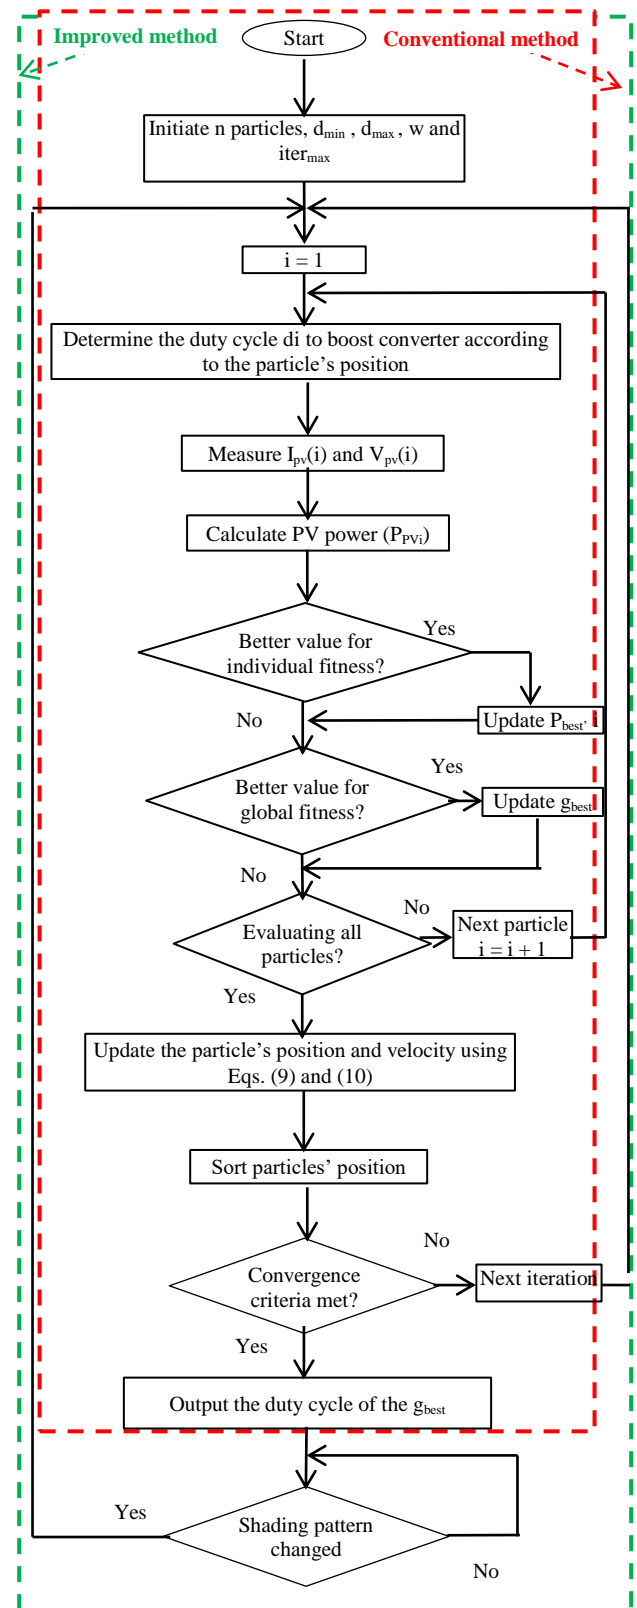 Improved method
Start
Conventional method
Initiate n particles, dmin , dmax , w and
itermax
i = 1
Determine the duty cycle di to boost converter according
to the particle's position
Measure Ipv(i) and Vpv(i)
Calculate PV power (PPVi)
Better value for
individual fitness?
Yes
No
Update Pbest, i
Better value for
global fitness?
Yes
Update gbest
No
Evaluating all
particles?
No
Next particle
i = i + 1
Yes
Update the particle's position and velocity using
Eqs. (9) and (10)
Sort particles' position
Convergence
criteria met?
No
Next iteration
Yes
Output the duty cycle of the gbest
Yes
Shading pattern
changed
No